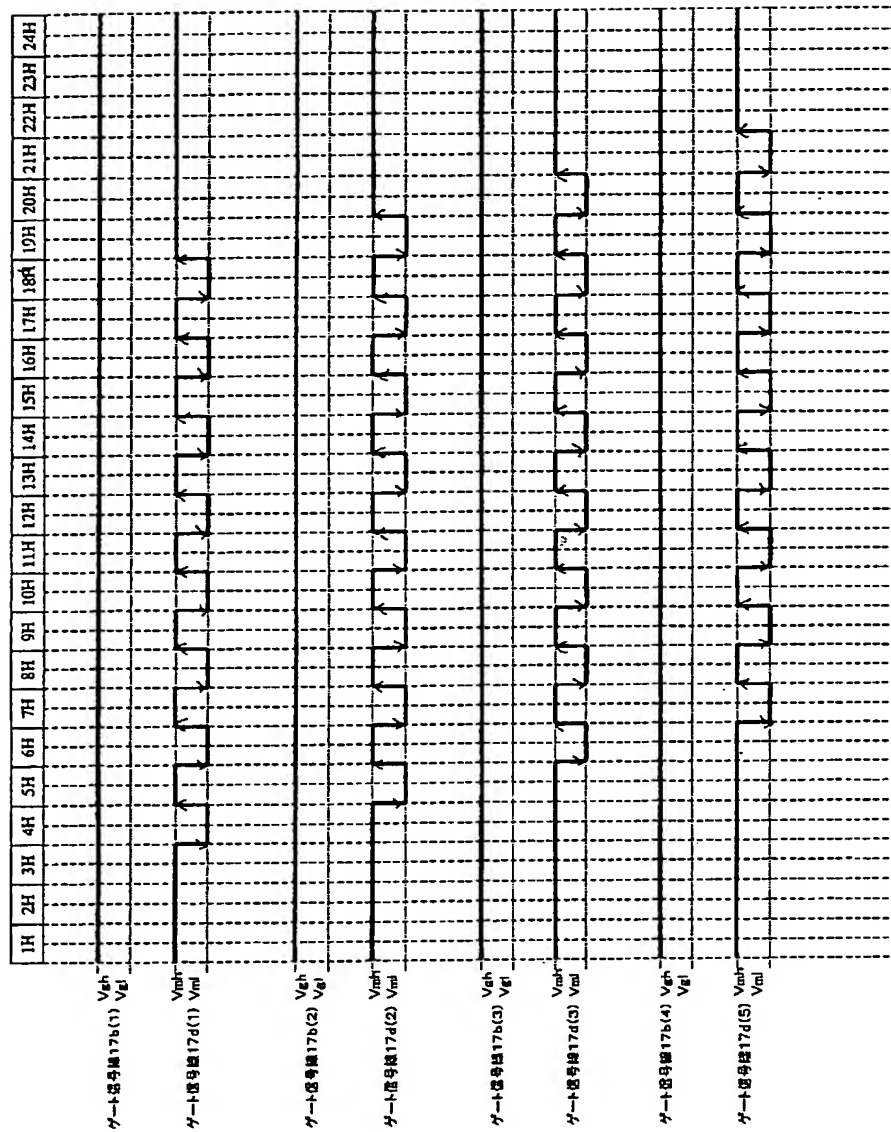 1H 2H 3H 4H 5H 6H 7H 8H 9H 10H 11H 12H 13H 14H 15H 16H 17H 18H 19H 20H 21H 22H 23H 24H
Vgh
Vgl
ゲート信号線17b(1)
Vmh
Vml
ゲート信号線17d(1)
Vgh
Vgl
ゲート信号線17b(2)
Vmh
Vml
ゲート信号線17d(2)
Vgh
Vgl
ゲート信号線17b(3)
Vmh
Vml
ゲート信号線17d(3)
Vgh
Vgl
ゲート信号線17b(4)
Vmh
Vml
ゲート信号線17d(5)